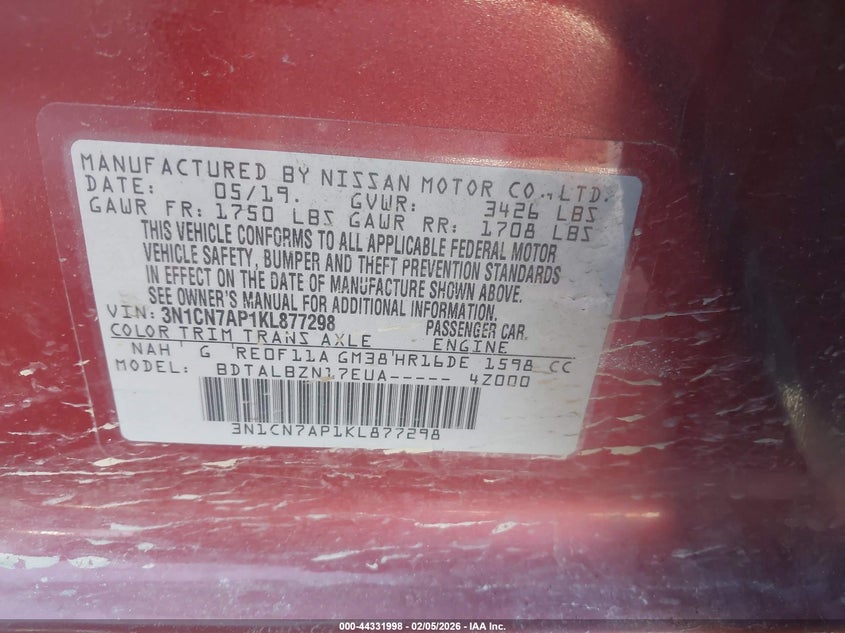 MANUFACTURED BY NISSAN MOTOR CO., LTD.
DATE: 05/19. GVWR: 3426 LBS
GAWR FR: 1750 LBS GAWR RR: 1708 LBS
THIS VEHICLE CONFORMS TO ALL APPLICABLE FEDERAL MOTOR
VEHICLE SAFETY, BUMPER AND THEFT PREVENTION STANDARDS
IN EFFECT ON THE DATE OF MANUFACTURE SHOWN ABOVE.
SEE OWNER'S MANUAL FOR ADDITIONAL INFORMATION.
VIN: 3N1CN7AP1KL877298 PASSENGER CAR.
COLOR TRIM TRANS AXLE ENGINE
NAH G RE0F11A GM38 HR16DE 1598 CC
MODEL: BDTALBZN17EUA----- 4Z000
3N1CN7AP1KL877298
000-44331998 - 02/05/2026 - IAA Inc.